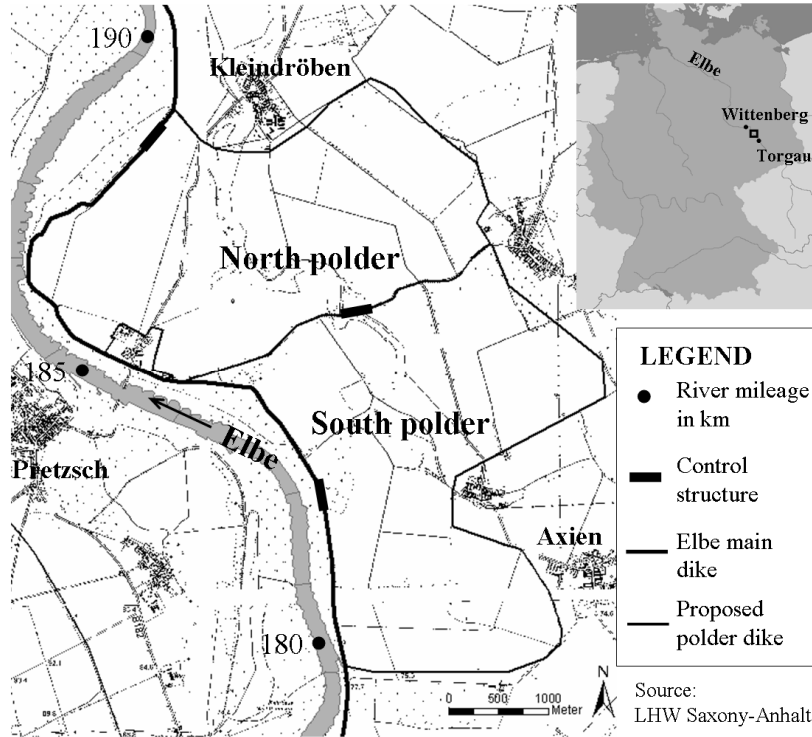 190
Kleindröben
Elbe
Wittenberg
Torgau
North polder
185
South polder
Elbe
Pretzsch
Axien
180
0 500 1000
Meter
N
LEGEND
River mileage
in km
Control
structure
Elbe main
dike
Proposed
polder dike
Source:
LHW Saxony-Anhalt